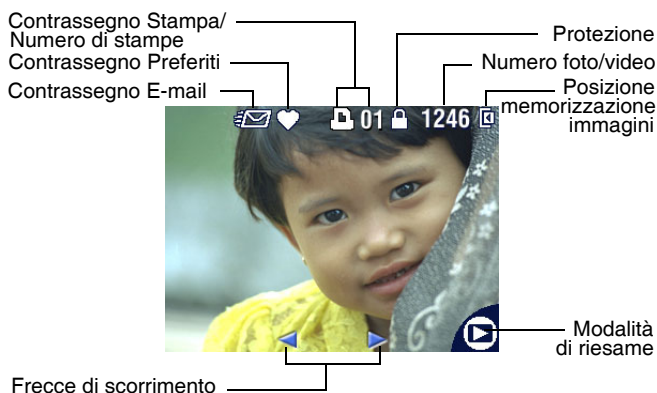 Contrassegno Stampa/
Numero di stampe
Contrassegno Preferiti
Contrassegno E-mail
Protezione
Numero foto/video
Posizione
memorizzazione
immagini
01 1246
Modalità
di riesame
Frecce di scorrimento